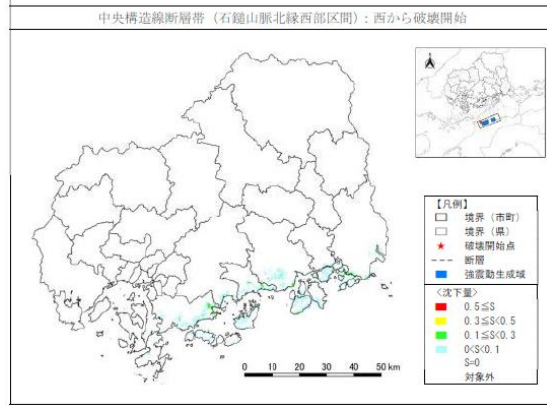 中央構造線断層帯（石鎚山脈北縁西部区間）：西から破壊開始
【凡例】
境界（市町）
境界（県）
破壊開始点
断層
強震動生成域
<沈下量>
0.5≦S
0.3≦S<0.5
0.1≦S<0.3
0<S<0.1
S=0
対象外
0 10 20 30 40 50 km